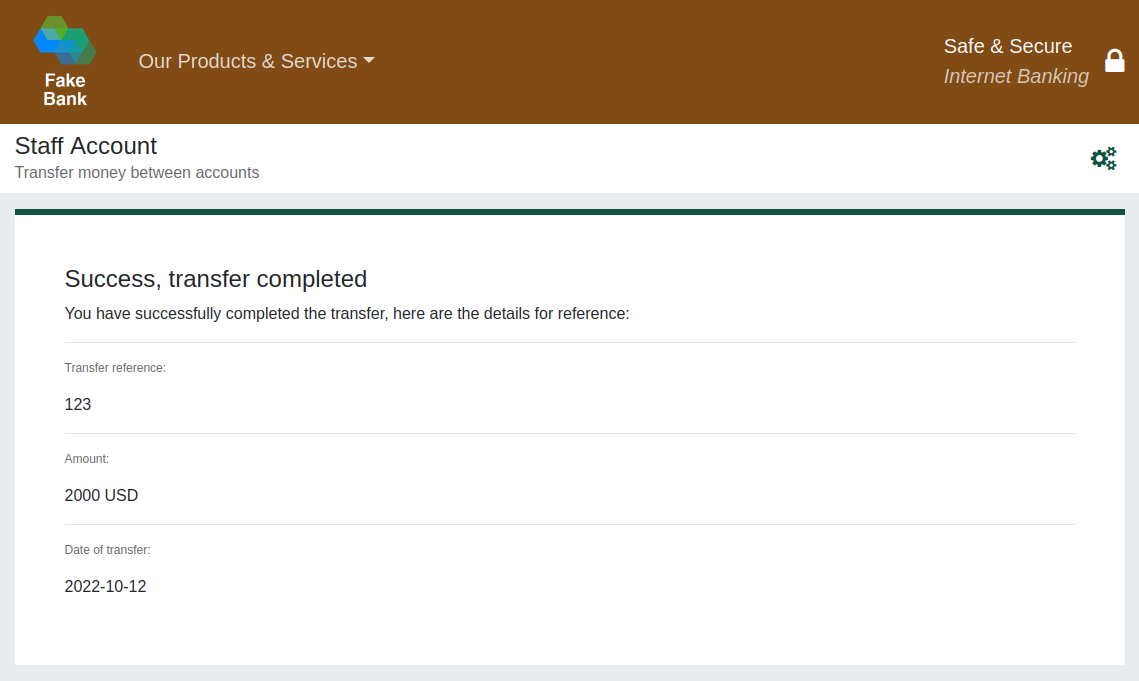 Fake
Bank
Our Products & Services
Safe & Secure
Internet Banking
Staff Account
Transfer money between accounts
Success, transfer completed
You have successfully completed the transfer, here are the details for reference:
Transfer reference:
123
Amount:
2000 USD
Date of transfer:
2022-10-12